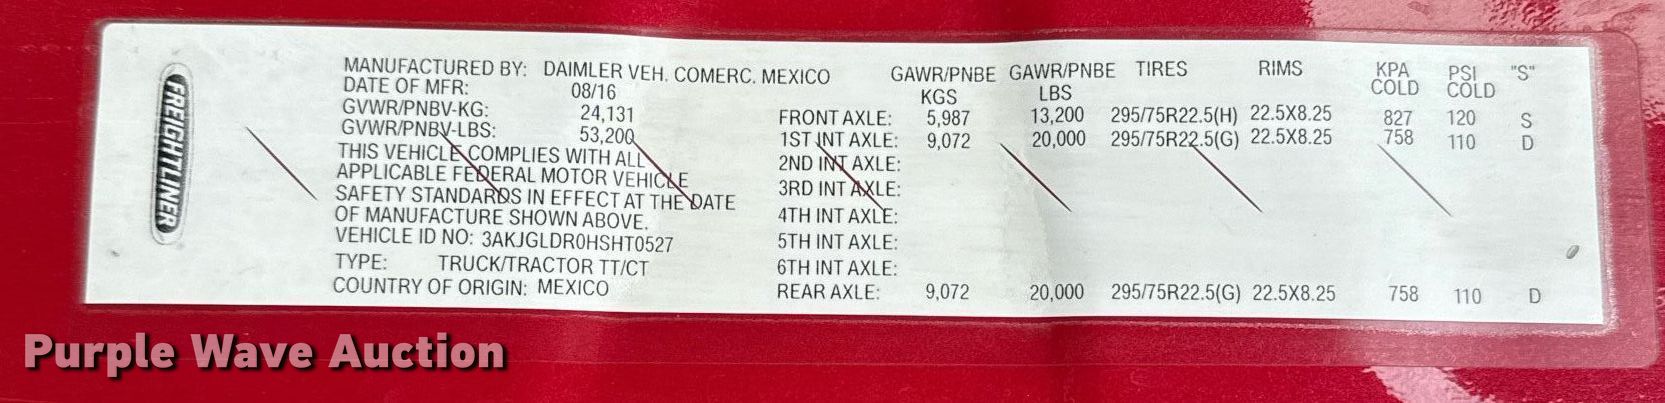 FREIGHTLINER
MANUFACTURED BY: DAIMLER VEH. COMERC. MEXICO
DATE OF MFR: 08/16
GVWR/PNBV-KG: 24,131
GVWR/PNBV-LBS: 53,200
THIS VEHICLE COMPLIES WITH ALL
APPLICABLE FEDERAL MOTOR VEHICLE
SAFETY STANDARDS IN EFFECT AT THE DATE
OF MANUFACTURE SHOWN ABOVE.
VEHICLE ID NO: 3AKJGLDR0HSHT0527
TYPE: TRUCK/TRACTOR TT/CT
COUNTRY OF ORIGIN: MEXICO
GAWR/PNBE KGS GAWR/PNBE LBS TIRES RIMS KPA COLD PSI COLD "S"
FRONT AXLE: 5,987 13,200 295/75R22.5(H) 22.5X8.25 827 120 S
1ST INT AXLE: 9,072 20,000 295/75R22.5(G) 22.5X8.25 758 110 D
2ND INT AXLE:
3RD INT AXLE:
4TH INT AXLE:
5TH INT AXLE:
6TH INT AXLE:
REAR AXLE: 9,072 20,000 295/75R22.5(G) 22.5X8.25 758 110 D
Purple Wave Auction